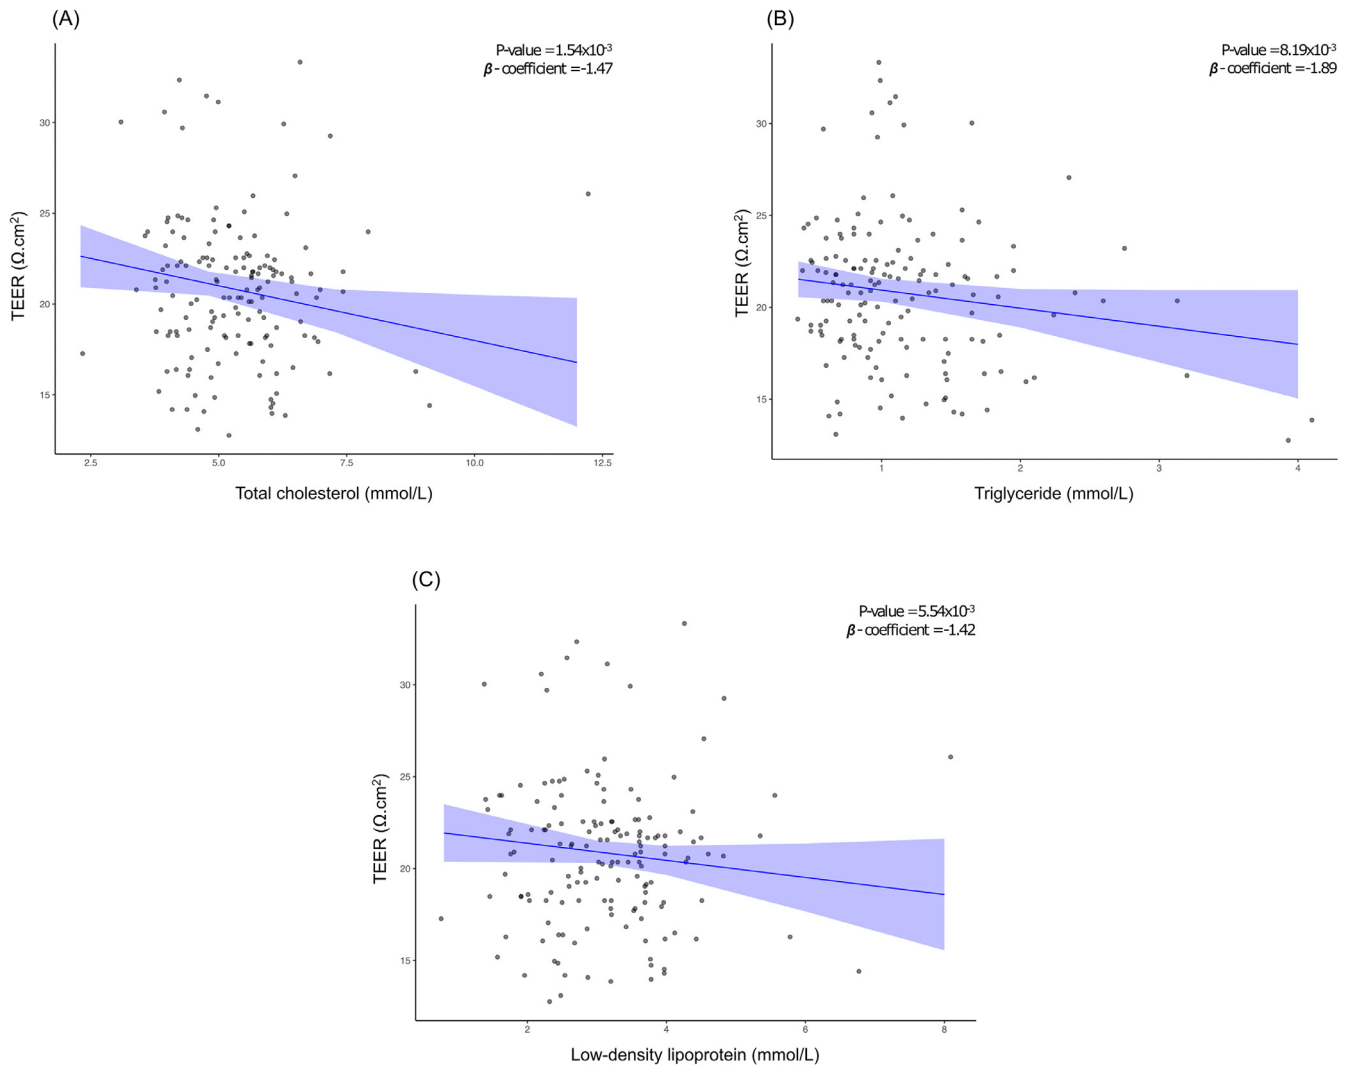 (A)
P-value =1.54x10-3
β- coefficient =-1.47
TEER (Ω.cm2)
30
25
20
15
2.5 5.0 7.5 10.0 12.5
Total cholesterol (mmol/L)
(B)
P-value =8.19x10-3
β- coefficient =-1.89
TEER (Ω.cm2)
30
25
20
15
1 2 3 4
Triglyceride (mmol/L)
(C)
P-value =5.54x10-3
β- coefficient =-1.42
TEER (Ω.cm2)
30
25
20
15
2 4 6 8
Low-density lipoprotein (mmol/L)